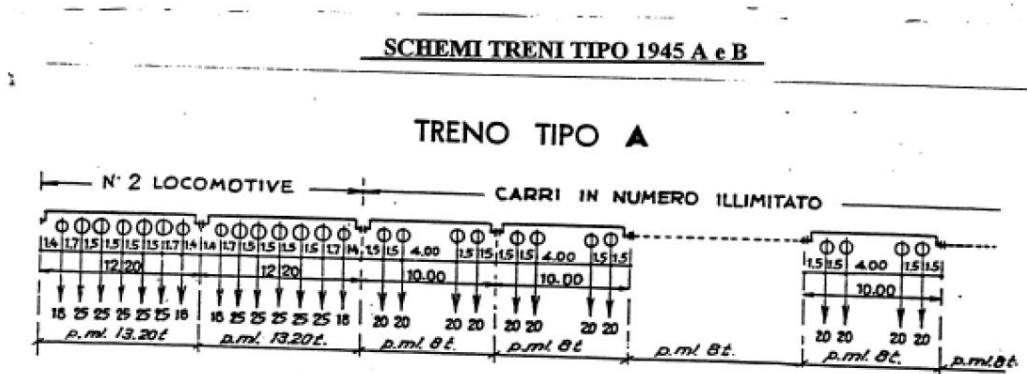 SCHEMI TRENI TIPO 1945 A e B
TRENO TIPO A
N° 2 LOCOMOTIVE CARRI IN NUMERO ILLIMITATO
1.4 1.7 1.5 1.5 1.5 1.5 1.7 1.4 1.4 1.7 1.5 1.5 1.5 1.5 1.7 1.4 1.5 1.5 4.00 1.5 1.5 1.5 1.5 4.00 1.5 1.5 1.5 1.5 4.00 1.5 1.5
12.20 12.20 10.00 10.00 10.00
18 25 25 25 25 25 18 18 25 25 25 25 25 18 20 20 20 20 20 20 20 20 20 20 20 20
p.ml. 13.20t p.ml. 13.20t. p.ml. 8t. p.ml. 8t p.ml. 8t. p.ml. 8t. p.ml.8t.